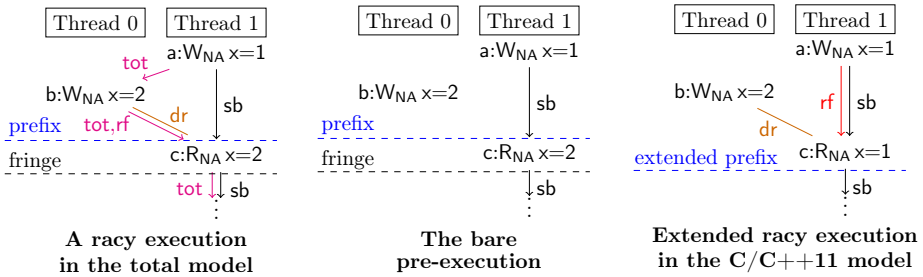 Thread 0 Thread 1
a:W_NA x=1
tot
b:W_NA x=2
dr
sb
tot,rf
prefix
c:R_NA x=2
fringe
tot
sb
⋮
A racy execution
in the total model
Thread 0 Thread 1
a:W_NA x=1
b:W_NA x=2
sb
prefix
c:R_NA x=2
fringe
sb
⋮
The bare
pre-execution
Thread 0 Thread 1
a:W_NA x=1
b:W_NA x=2
rf
sb
dr
c:R_NA x=1
extended prefix
sb
⋮
Extended racy execution
in the C/C++11 model